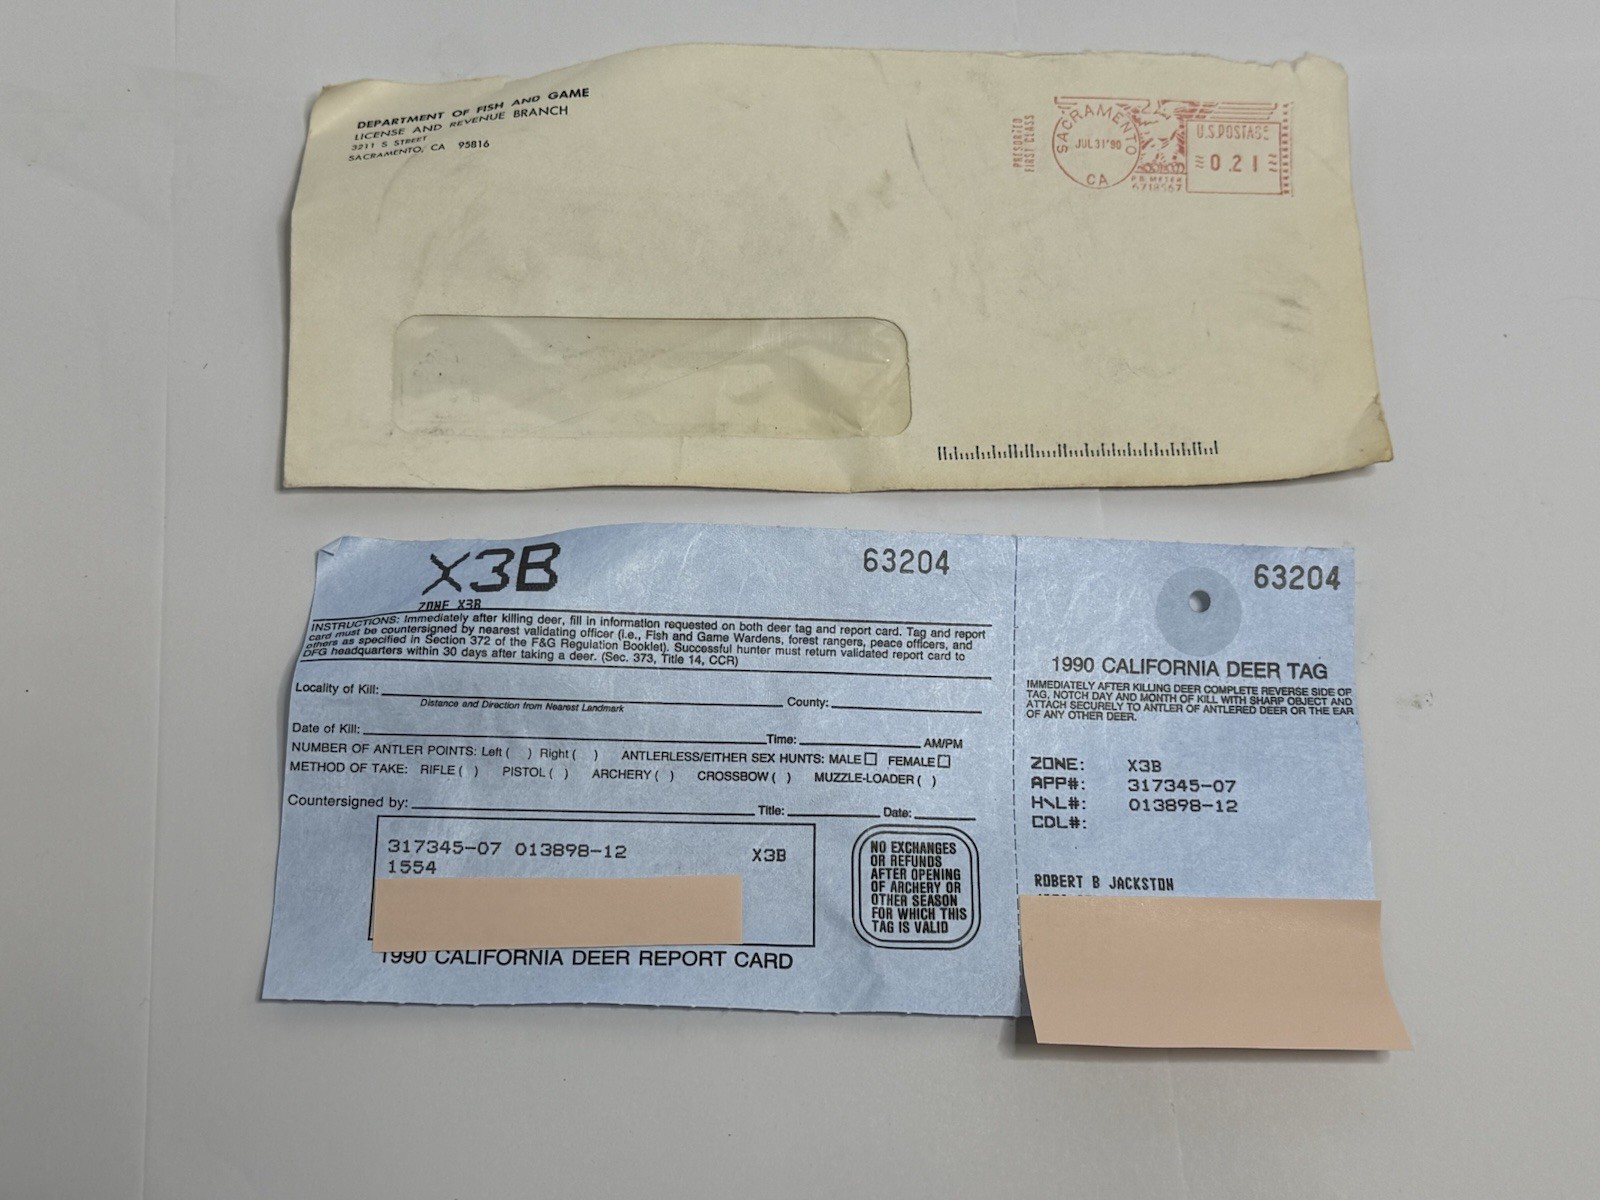 DEPARTMENT OF FISH AND GAME
LICENSE AND REVENUE BRANCH
3211 S STREET
SACRAMENTO, CA 95816
PRESORTED
FIRST CLASS
SACRAMENTO
JUL 31 '90
CA
U.S. POSTAGE
0.21
P.B. METER
6718567
X3B
63204
ZONE X3B
INSTRUCTIONS: Immediately after killing deer, fill in information requested on both deer tag and report card. Tag and report
card must be countersigned by nearest validating officer (i.e., Fish and Game Wardens, forest rangers, peace officers, and
others as specified in Section 372 of the F&G Regulation Booklet). Successful hunter must return validated report card to
DFG headquarters within 30 days after taking a deer. (Sec. 373, Title 14, CCR)
Locality of Kill: County:
Distance and Direction from Nearest Landmark
Date of Kill: Time: AM/PM
NUMBER OF ANTLER POINTS: Left ( ) Right ( ) ANTLERLESS/EITHER SEX HUNTS: MALE FEMALE
METHOD OF TAKE: RIFLE ( ) PISTOL ( ) ARCHERY ( ) CROSSBOW ( ) MUZZLE-LOADER ( )
Countersigned by: Title: Date:
317345-07 013898-12 X3B
1554
NO EXCHANGES
OR REFUNDS
AFTER OPENING
OF ARCHERY OR
OTHER SEASON
FOR WHICH THIS
TAG IS VALID
1990 CALIFORNIA DEER REPORT CARD
63204
1990 CALIFORNIA DEER TAG
IMMEDIATELY AFTER KILLING DEER COMPLETE REVERSE SIDE OF
TAG, NOTCH DAY AND MONTH OF KILL WITH SHARP OBJECT AND
ATTACH SECURELY TO ANTLER OF ANTLERED DEER OR THE EAR
OF ANY OTHER DEER.
ZONE: X3B
APP#: 317345-07
H\L#: 013898-12
CDL#:
ROBERT B JACKSTON